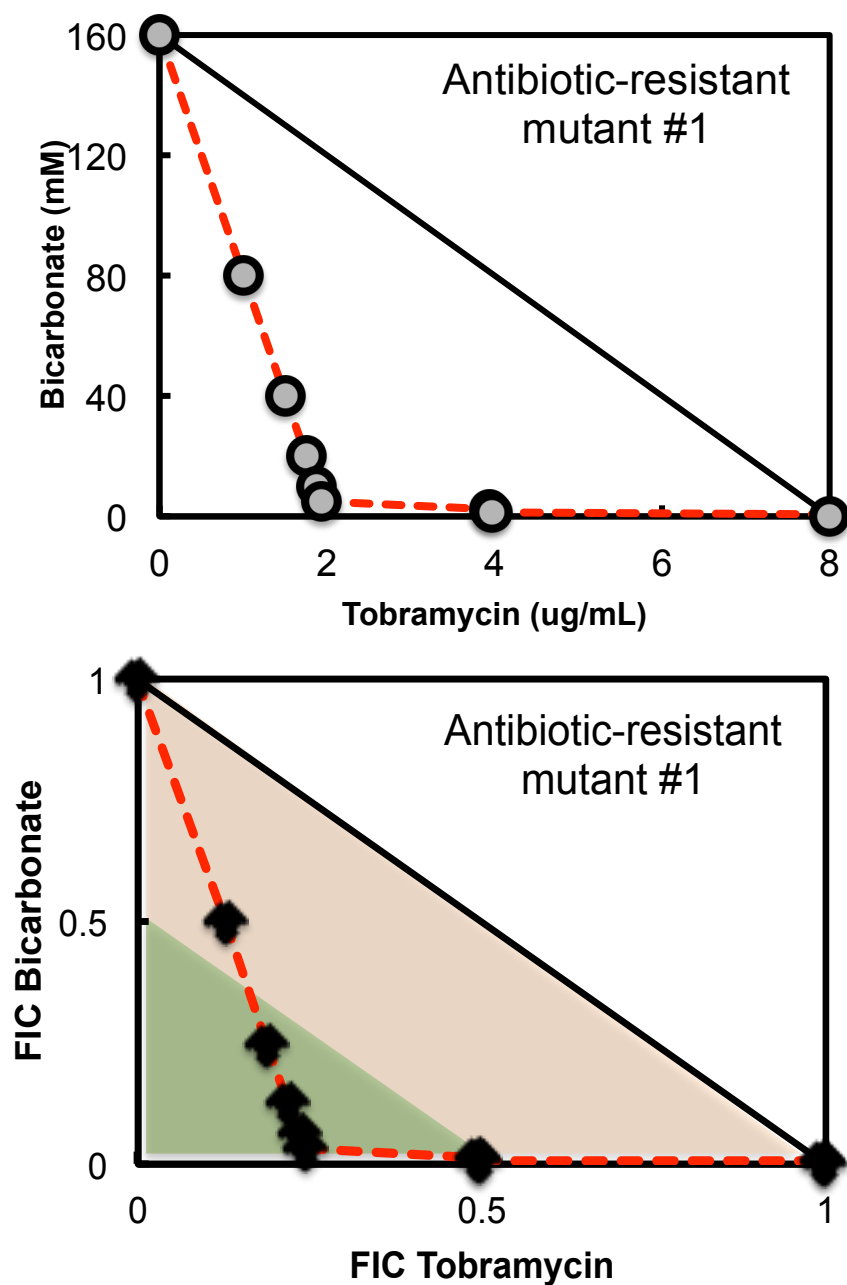 160
Antibiotic-resistant
mutant #1
120
80
40
0
Bicarbonate (mM)
0 2 4 6 8
Tobramycin (ug/mL)
1
Antibiotic-resistant
mutant #1
0.5
0
FIC Bicarbonate
0 0.5 1
FIC Tobramycin